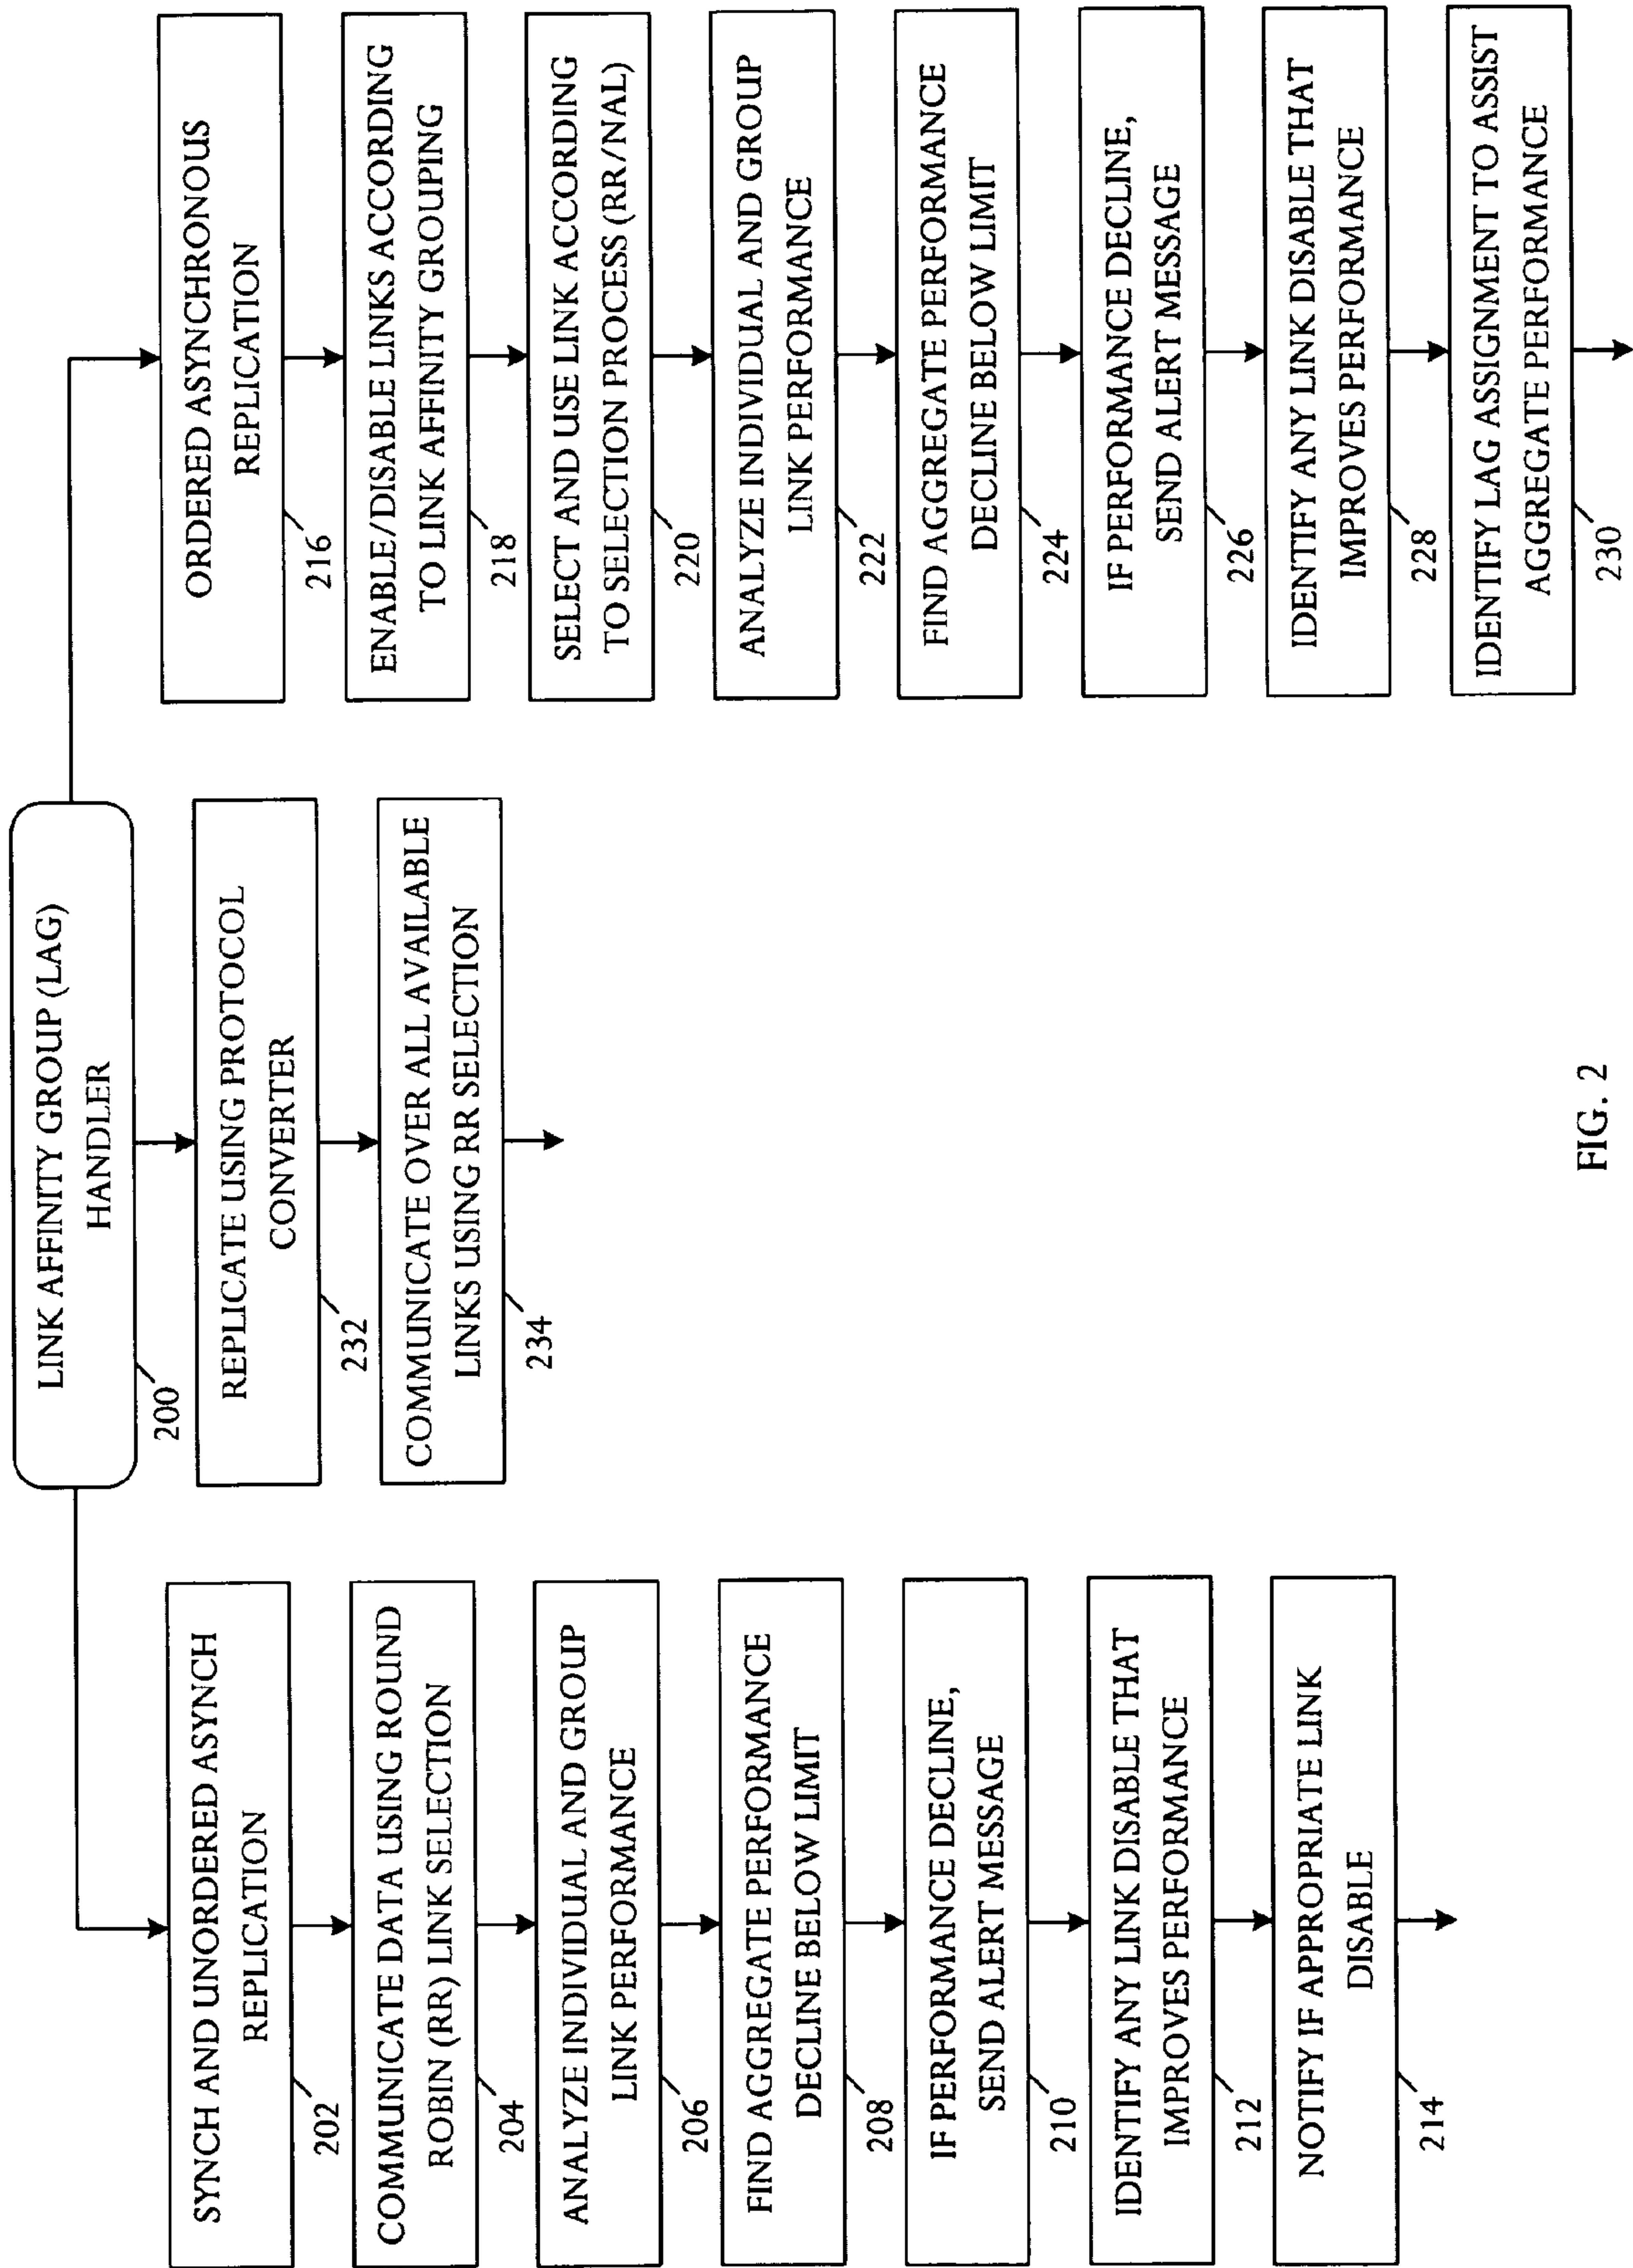 LINK AFFINITY GROUP (LAG)
HANDLER
200
SYNCH AND UNORDERED ASYNCH
REPLICATION
202
COMMUNICATE DATA USING ROUND
ROBIN (RR) LINK SELECTION
204
ANALYZE INDIVIDUAL AND GROUP
LINK PERFORMANCE
206
FIND AGGREGATE PERFORMANCE
DECLINE BELOW LIMIT
208
IF PERFORMANCE DECLINE,
SEND ALERT MESSAGE
210
IDENTIFY ANY LINK DISABLE THAT
IMPROVES PERFORMANCE
212
NOTIFY IF APPROPRIATE LINK
DISABLE
214
REPLICATE USING PROTOCOL
CONVERTER
232
COMMUNICATE OVER ALL AVAILABLE
LINKS USING RR SELECTION
234
ORDERED ASYNCHRONOUS
REPLICATION
216
ENABLE/DISABLE LINKS ACCORDING
TO LINK AFFINITY GROUPING
218
SELECT AND USE LINK ACCORDING
TO SELECTION PROCESS (RR/NAL)
220
ANALYZE INDIVIDUAL AND GROUP
LINK PERFORMANCE
222
FIND AGGREGATE PERFORMANCE
DECLINE BELOW LIMIT
224
IF PERFORMANCE DECLINE,
SEND ALERT MESSAGE
226
IDENTIFY ANY LINK DISABLE THAT
IMPROVES PERFORMANCE
228
IDENTIFY LAG ASSIGNMENT TO ASSIST
AGGREGATE PERFORMANCE
230
FIG. 2